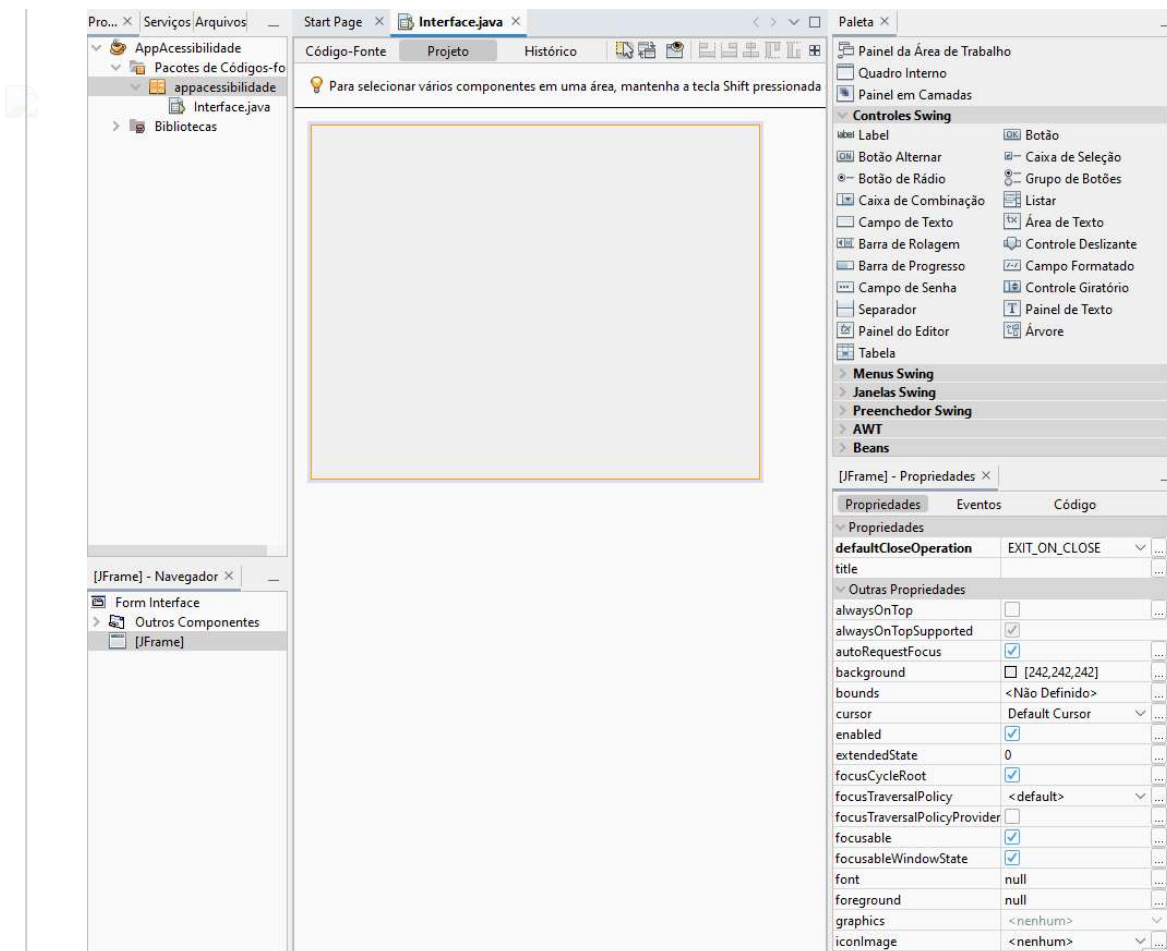 Pro... Serviços Arquivos
AppAcessibilidade
Pacotes de Códigos-fo
appacessibilidade
Interface.java
Bibliotecas
[JFrame] - Navegador
Form Interface
Outros Componentes
[JFrame]
Start Page Interface.java
Código-Fonte Projeto Histórico
Para selecionar vários componentes em uma área, mantenha a tecla Shift pressionada
Paleta
Painel da Área de Trabalho
Quadro Interno
Painel em Camadas
Controles Swing
label Label OK Botão
ON Botão Alternar Caixa de Seleção
Botão de Rádio Grupo de Botões
Caixa de Combinação Listar
Campo de Texto Área de Texto
Barra de Rolagem Controle Deslizante
Barra de Progresso Campo Formatado
Campo de Senha Controle Giratório
Separador Painel de Texto
Painel do Editor Árvore
Tabela
Menus Swing
Janelas Swing
Preenchedor Swing
AWT
Beans
[JFrame] - Propriedades
Propriedades Eventos Código
Propriedades
defaultCloseOperation EXIT_ON_CLOSE ...
title ...
Outras Propriedades
alwaysOnTop ...
alwaysOnTopSupported
autoRequestFocus ...
background [242,242,242] ...
bounds <Não Definido> ...
cursor Default Cursor ...
enabled ...
extendedState 0 ...
focusCycleRoot ...
focusTraversalPolicy <default> ...
focusTraversalPolicyProvider ...
focusable ...
focusableWindowState ...
font null ...
foreground null ...
graphics <nenhum>
iconImage <nenhum> ...